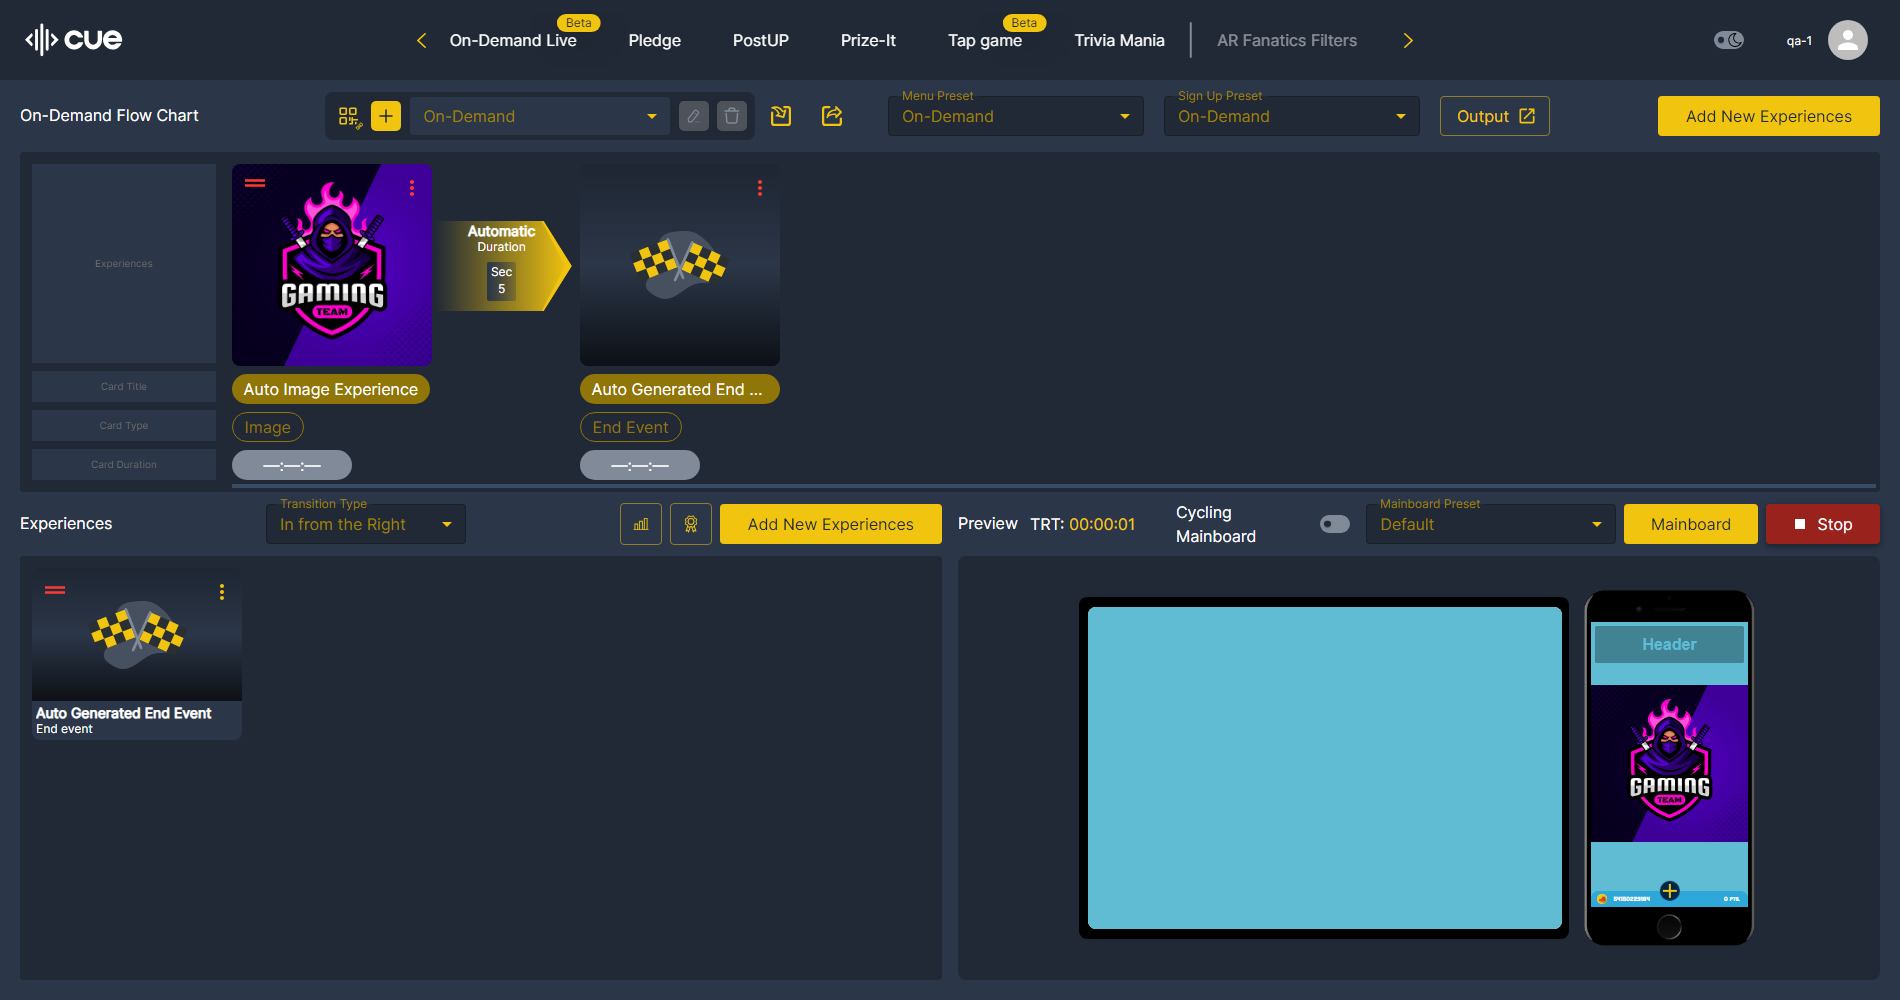 cue
On-Demand Live
Beta
Pledge
PostUP
Prize-It
Tap game
Beta
Trivia Mania
AR Fanatics Filters
qa-1
On-Demand Flow Chart
On-Demand
Menu Preset
On-Demand
Sign Up Preset
On-Demand
Output
Add New Experiences
Experiences
Card Title
Card Type
Card Duration
GAMING
TEAM
Automatic
Duration
Sec
5
Auto Image Experience
Image
—:—:—
Auto Generated End ...
End Event
—:—:—
Experiences
Transition Type
In from the Right
Add New Experiences
Preview
TRT: 00:00:01
Cycling
Mainboard
Mainboard Preset
Default
Mainboard
Stop
Auto Generated End Event
End event
Header
GAMING
TEAM
0 PTS.